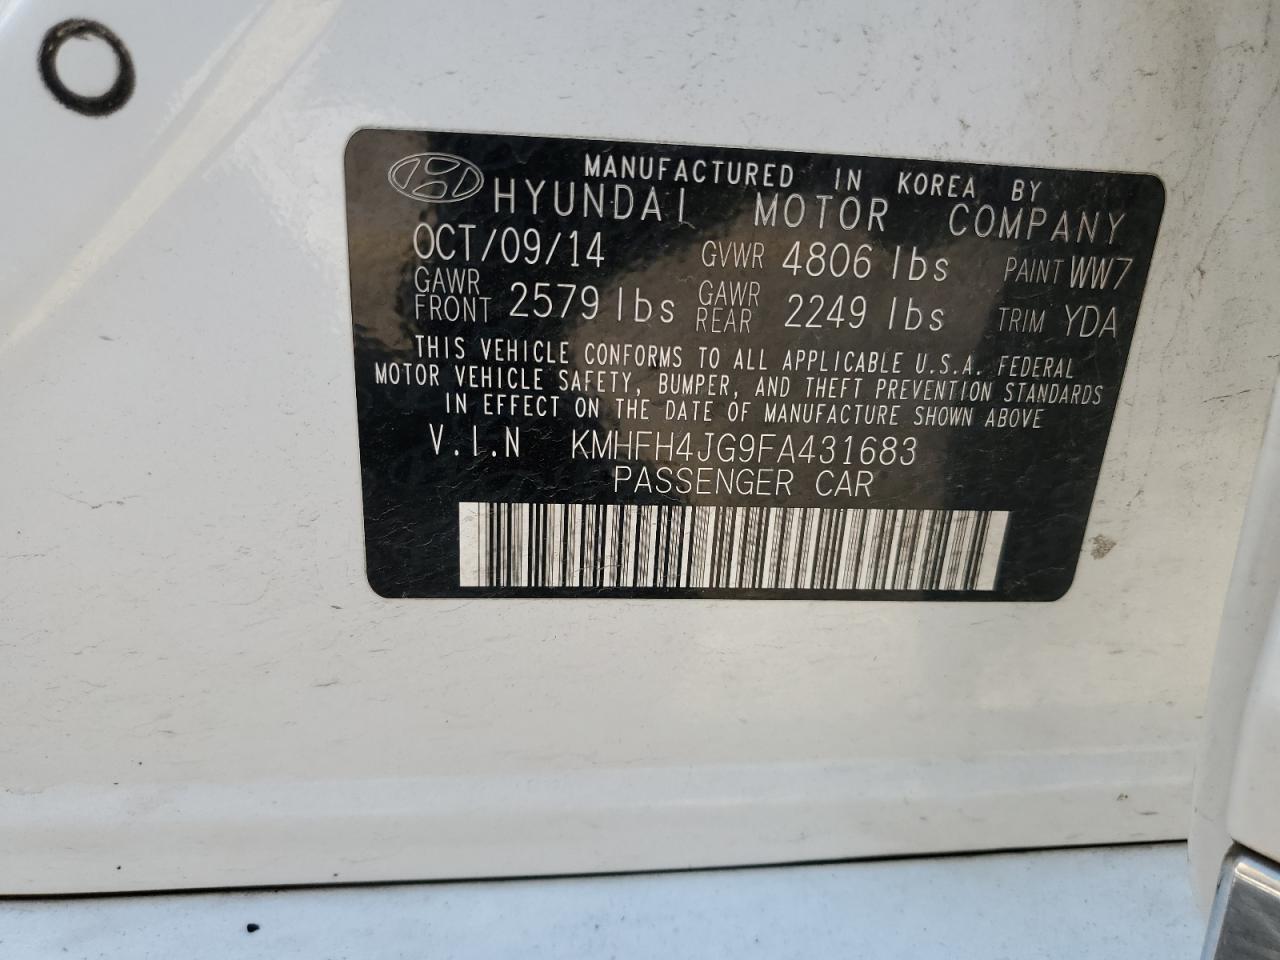 MANUFACTURED IN KOREA BY
HYUNDAI MOTOR COMPANY
OCT/09/14 GVWR 4806 lbs PAINT WW7
GAWR FRONT 2579 lbs GAWR REAR 2249 lbs TRIM YDA
THIS VEHICLE CONFORMS TO ALL APPLICABLE U.S.A. FEDERAL
MOTOR VEHICLE SAFETY, BUMPER, AND THEFT PREVENTION STANDARDS
IN EFFECT ON THE DATE OF MANUFACTURE SHOWN ABOVE
V.I.N KMHFH4JG9FA431683
PASSENGER CAR